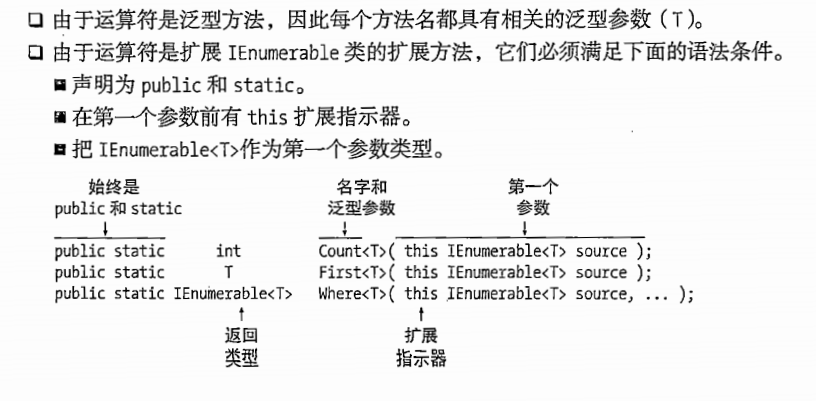 □ 由于运算符是泛型方法，因此每个方法名都具有相关的泛型参数（T）。
□ 由于运算符是扩展 IEnumerable 类的扩展方法，它们必须满足下面的语法条件。
■ 声明为 public 和 static。
■ 在第一个参数前有 this 扩展指示器。
■ 把 IEnumerable<T>作为第一个参数类型。
始终是 名字和 第一个
public 和 static 泛型参数 参数
public static int Count<T>( this IEnumerable<T> source );
public static T First<T>( this IEnumerable<T> source );
public static IEnumerable<T> Where<T>( this IEnumerable<T> source, ... );
返回 扩展
类型 指示器